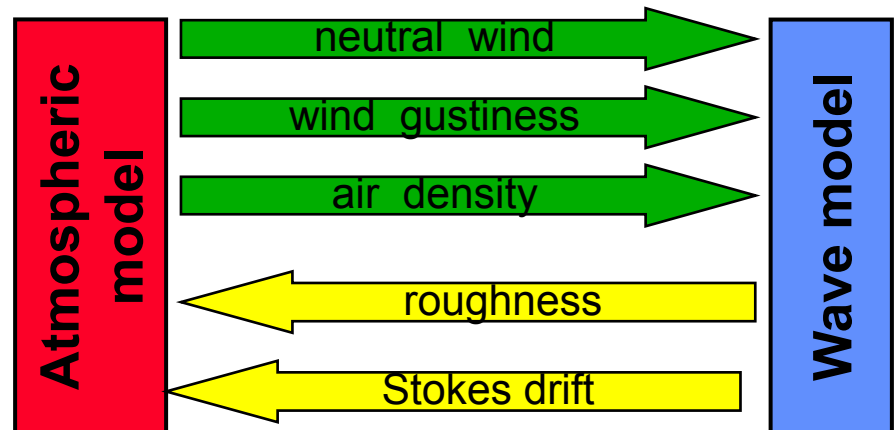 Atmospheric
model
neutral wind
wind gustiness
air density
roughness
Stokes drift
Wave model